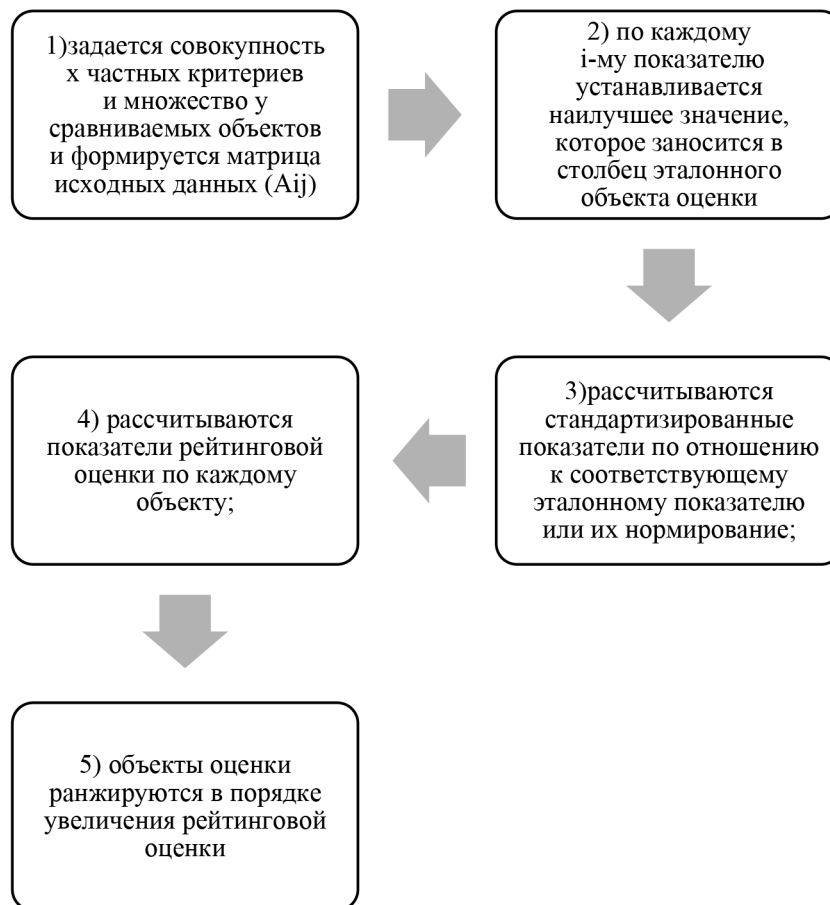 1)задается совокупность
х частных критериев
и множество у
сравниваемых объектов
и формируется матрица
исходных данных (Aij)
2) по каждому
i-му показателю
устанавливается
наилучшее значение,
которое заносится в
столбец эталонного
объекта оценки
3)рассчитываются
стандартизированные
показатели по отношению
к соответствующему
эталонному показателю
или их нормирование;
4) рассчитываются
показатели рейтинговой
оценки по каждому
объекту;
5) объекты оценки
ранжируются в порядке
увеличения рейтинговой
оценки